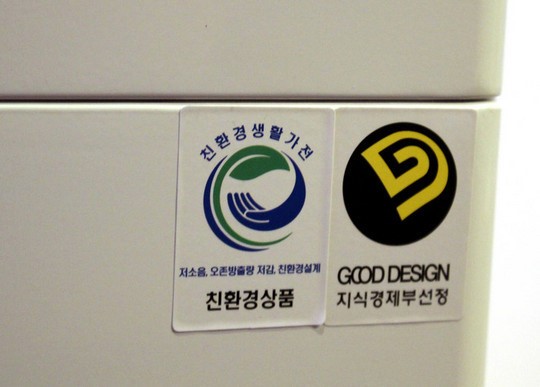 친환경생활가전
저소음, 오존방출량 저감, 친환경설계
친환경상품
GOOD DESIGN
지식경제부선정